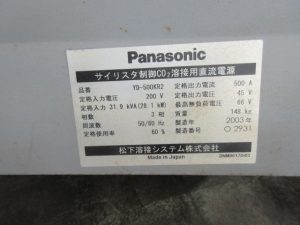 Panasonic
サイリスタ制御CO₂溶接用直流電源
品番 YD-500KR2 定格出力電流 500 A
定格入力電圧 200 V 定格出力電圧 45 V
定格入力 31.9 kVA (28.1 kW) 最高無負荷電圧 66 V
相数 3 相 質量 148 kg
周波数 50/60 Hz 製造年 2003年
定格使用率 60 % 製造番号 O 2931
松下溶接システム株式会社
Made in Japan